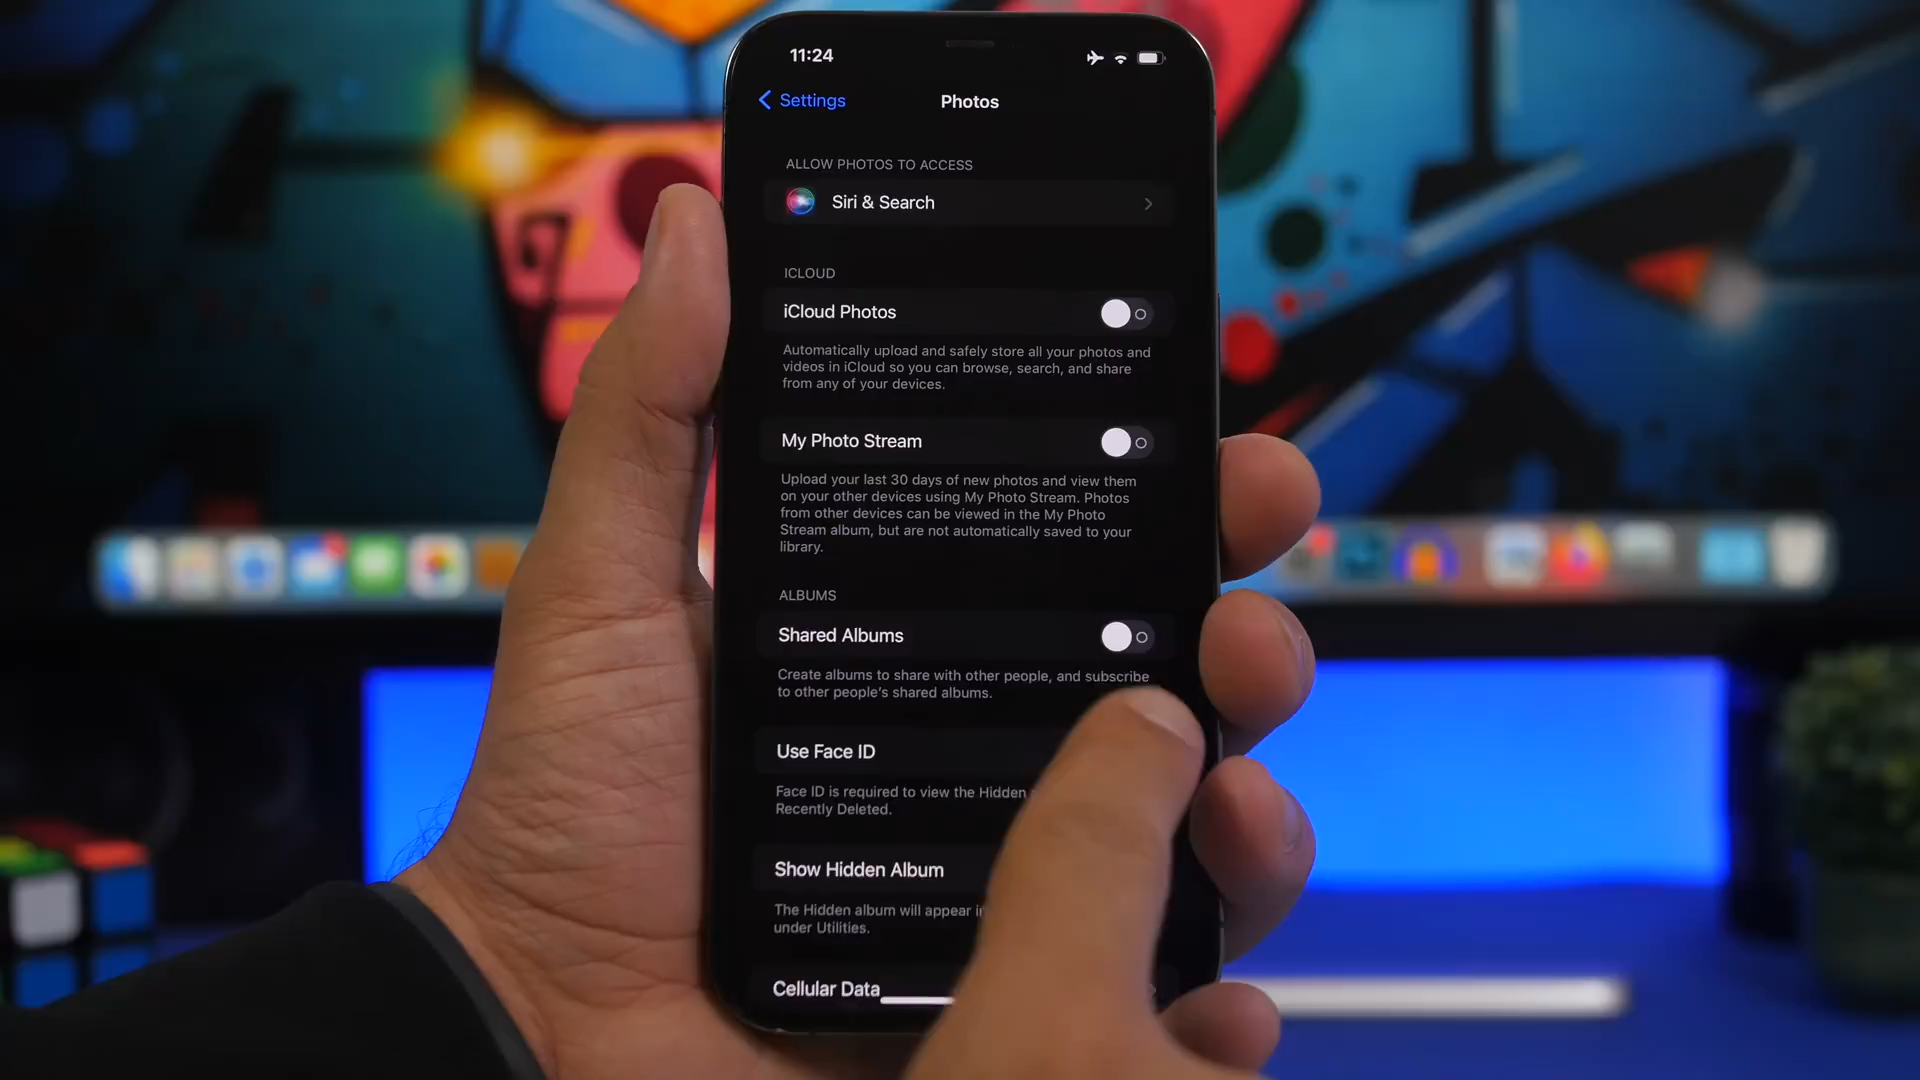 11:24
Settings
Photos
ALLOW PHOTOS TO ACCESS
Siri & Search
ICLOUD
iCloud Photos
Automatically upload and safely store all your photos and
videos in iCloud so you can browse, search, and share
from any of your devices.
My Photo Stream
Upload your last 30 days of new photos and view them
on your other devices using My Photo Stream. Photos
from other devices can be viewed in the My Photo
Stream album, but are not automatically saved to your
library.
ALBUMS
Shared Albums
Create albums to share with other people, and subscribe
to other people's shared albums.
Use Face ID
Face ID is required to view the Hidden
Recently Deleted.
Show Hidden Album
The Hidden album will appear
under Utilities.
Cellular Data